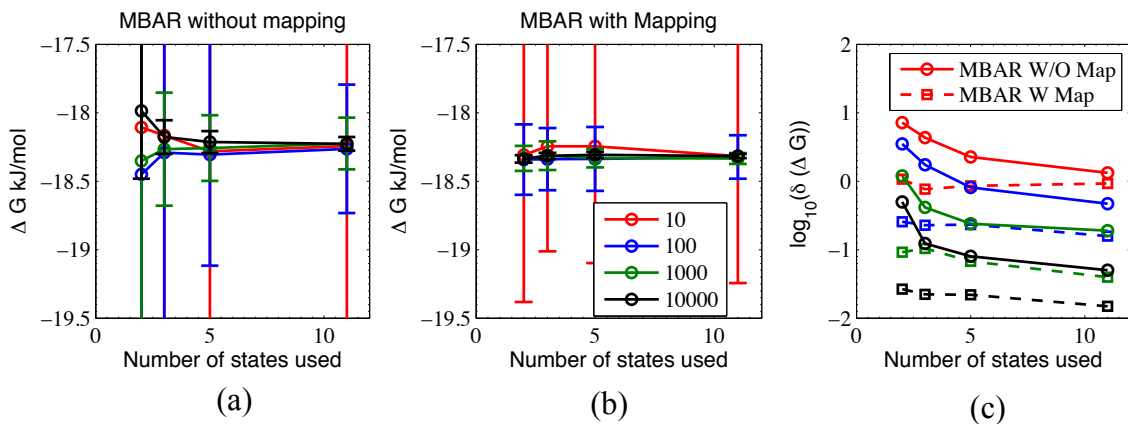 MBAR without mapping
−17.5
−18
−18.5
−19
−19.5
0
5
10
Δ G kJ/mol
Number of states used
(a)
MBAR with Mapping
−17.5
−18
−18.5
−19
−19.5
0
5
10
Δ G kJ/mol
Number of states used
10
100
1000
10000
(b)
2
1
0
−1
−2
0
5
10
log10(δ (Δ G))
Number of states used
MBAR W/O Map
MBAR W Map
(c)